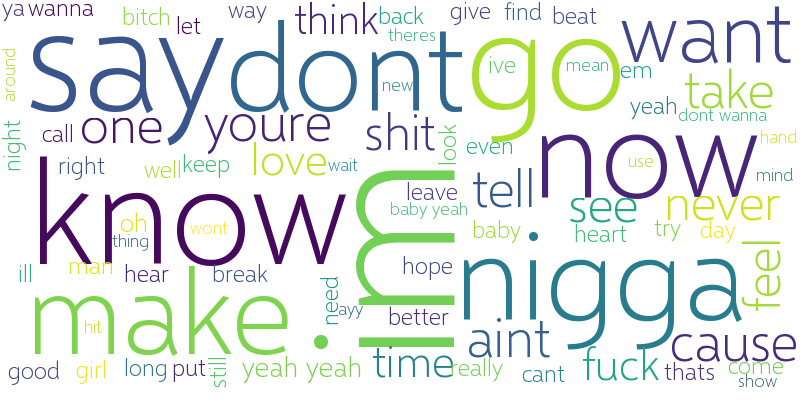 ya wanna
bitch
let
way
think
back
theres
give
find
beat
want
say
dont
go
ive
mean
em
new
take
yeah
dont wanna
around
night
call
one
youre
shit
look
even
now
hand
right
well
keep
love
wait
use
mind
know
im
leave
tell
see
never
baby yeah
oh
thing
wont
baby
heart
try
day
feel
ill
man
hear
break
hope
nigga
make
need
ayy
better
hit
aint
cause
good
girl
long
put
still
yeah yeah
time
really
cant
fuck
thats
come
show